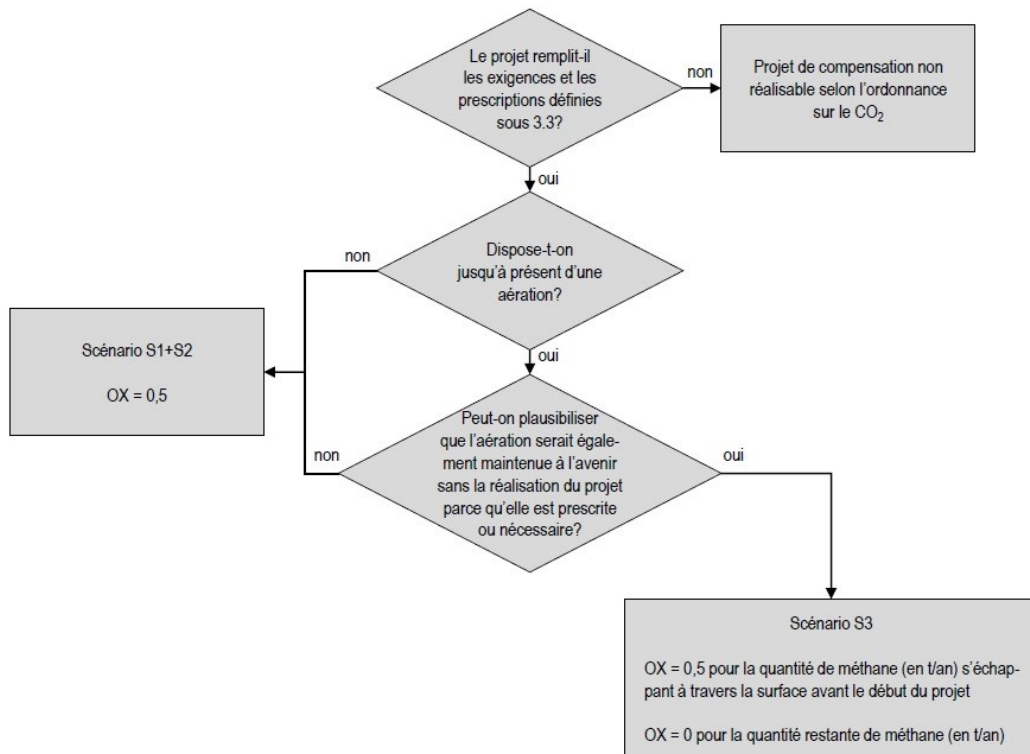 Le projet remplit-il
les exigences et les
prescriptions définies
sous 3.3?
non
Projet de compensation non
réalisable selon l'ordonnance
sur le CO₂
oui
Dispose-t-on
jusqu'à présent d'une
aération?
non
oui
Scénario S1+S2
OX = 0,5
Peut-on plausibiliser
que l'aération serait égale-
ment maintenue à l'avenir
sans la réalisation du projet
parce qu'elle est prescrite
ou nécessaire?
non
oui
Scénario S3
OX = 0,5 pour la quantité de méthane (en t/an) s'échap-
pant à travers la surface avant le début du projet
OX = 0 pour la quantité restante de méthane (en t/an)